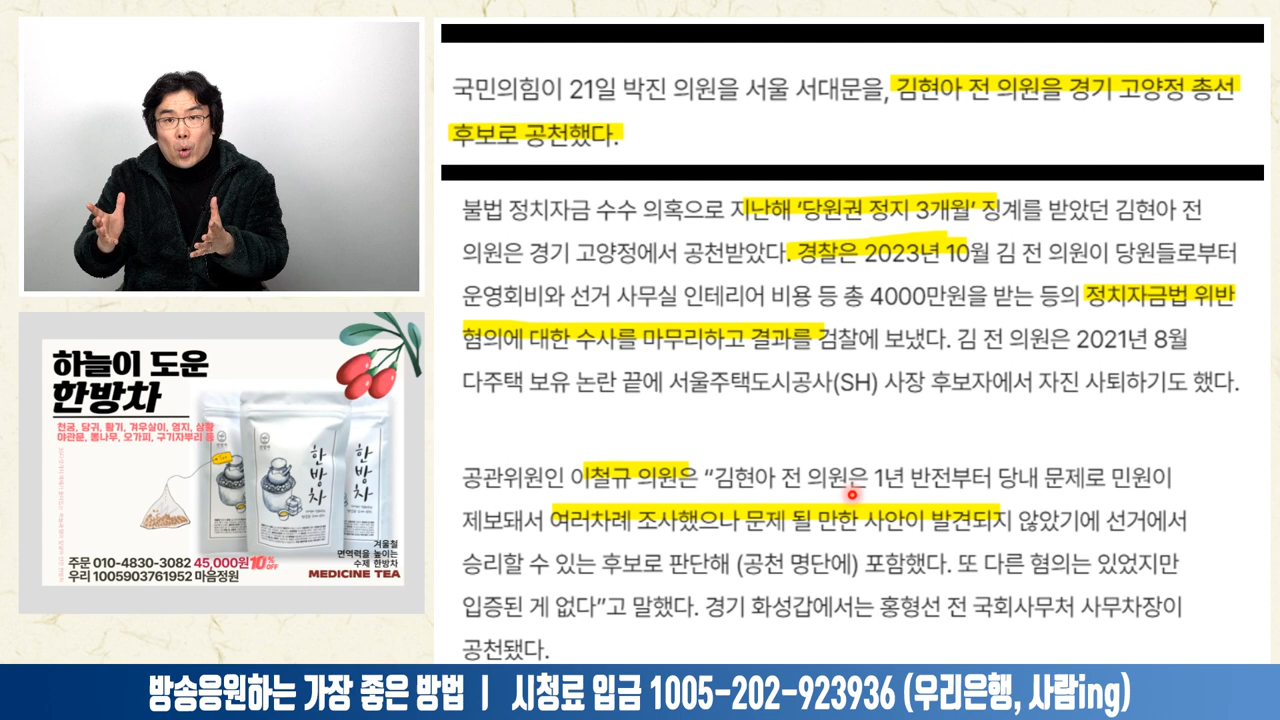 국민의힘이 21일 박진 의원을 서울 서대문을, 김현아 전 의원을 경기 고양정 총선
후보로 공천했다.
불법 정치자금 수수 의혹으로 지난해 ‘당원권 정지 3개월’ 징계를 받았던 김현아 전
의원은 경기 고양정에서 공천받았다. 경찰은 2023년 10월 김 전 의원이 당원들로부터
운영회비와 선거 사무실 인테리어 비용 등 총 4000만원을 받는 등의 정치자금법 위반
혐의에 대한 수사를 마무리하고 결과를 검찰에 보냈다. 김 전 의원은 2021년 8월
다주택 보유 논란 끝에 서울주택도시공사(SH) 사장 후보자에서 자진 사퇴하기도 했다.
공관위원인 이철규 의원은 “김현아 전 의원은 1년 반전부터 당내 문제로 민원이
제보돼서 여러차례 조사했으나 문제 될 만한 사안이 발견되지 않았기에 선거에서
승리할 수 있는 후보로 판단해 (공천 명단에) 포함했다. 또 다른 혐의는 있었지만
입증된 게 없다”고 말했다. 경기 화성갑에서는 홍형선 전 국회사무처 사무차장이
공천됐다.
하늘이 도운
한방차
천궁, 당귀, 황기, 겨우살이, 영지, 상황
야관문, 뽕나무, 오가피, 구기자뿌리 등
한방차
한방차
한방차
겨울철
면역력을 높이는
수제 한방차
MEDICINE TEA
주문 010-4830-3082 45,000원 10% OFF
우리 1005903761952 마음정원
방송응원하는 가장 좋은 방법 ㅣ 시청료 입금 1005-202-923936 (우리은행, 사람ing)